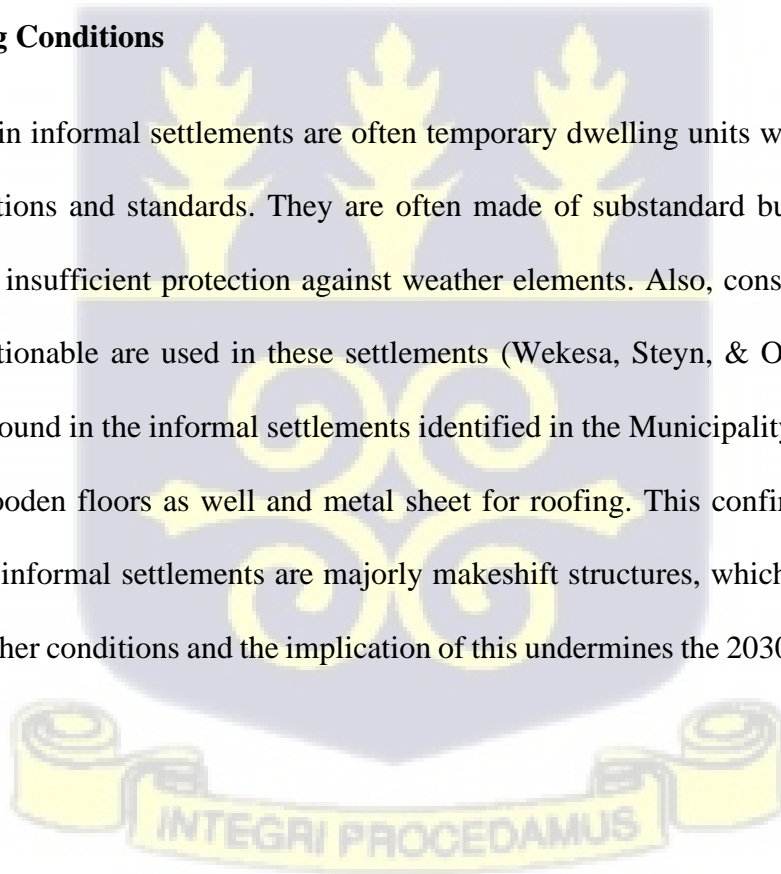 g Conditions
in informal settlements are often temporary dwelling units w
tions and standards. They are often made of substandard bu
insufficient protection against weather elements. Also, cons
tionable are used in these settlements (Wekesa, Steyn, & O
ound in the informal settlements identified in the Municipality
ooden floors as well and metal sheet for roofing. This confir
informal settlements are majorly makeshift structures, which
her conditions and the implication of this undermines the 2030
INTEGRI PROCEDAMUS